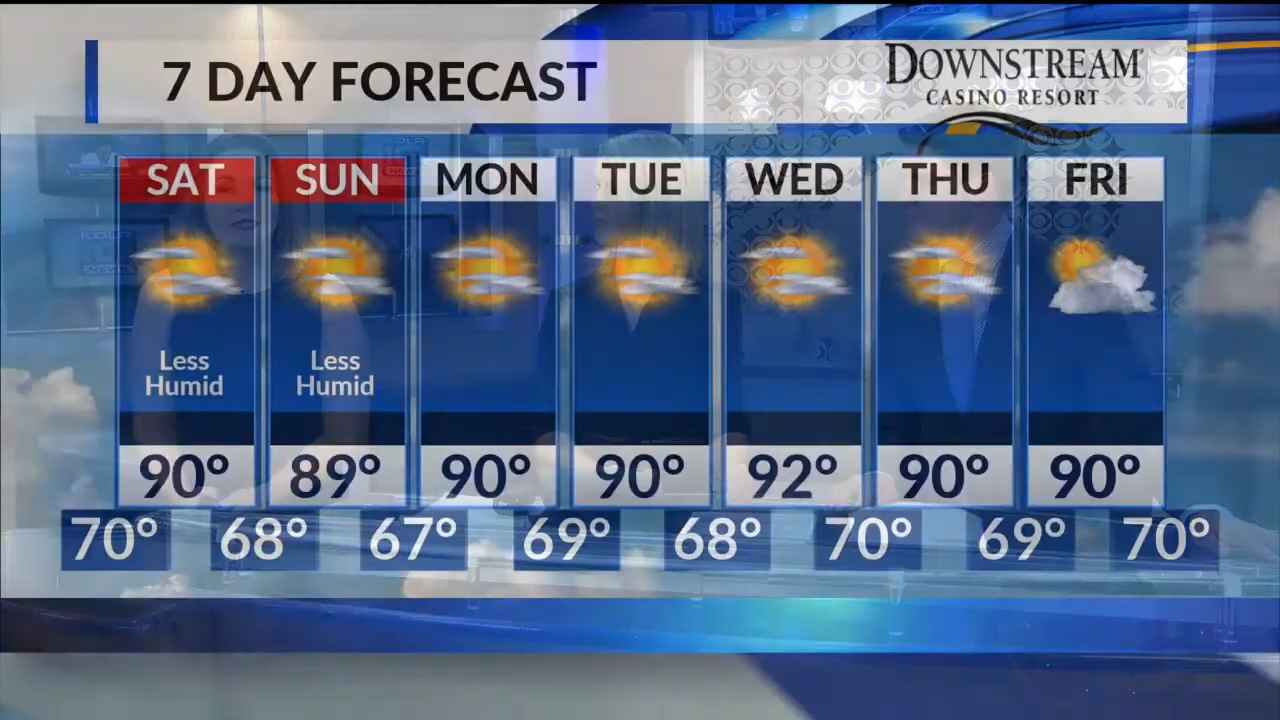 7 DAY FORECAST
DOWNSTREAM
CASINO RESORT
SAT SUN MON TUE WED THU FRI
Less Less
Humid Humid
90° 89° 90° 90° 92° 90° 90°
70° 68° 67° 69° 68° 70° 69° 70°